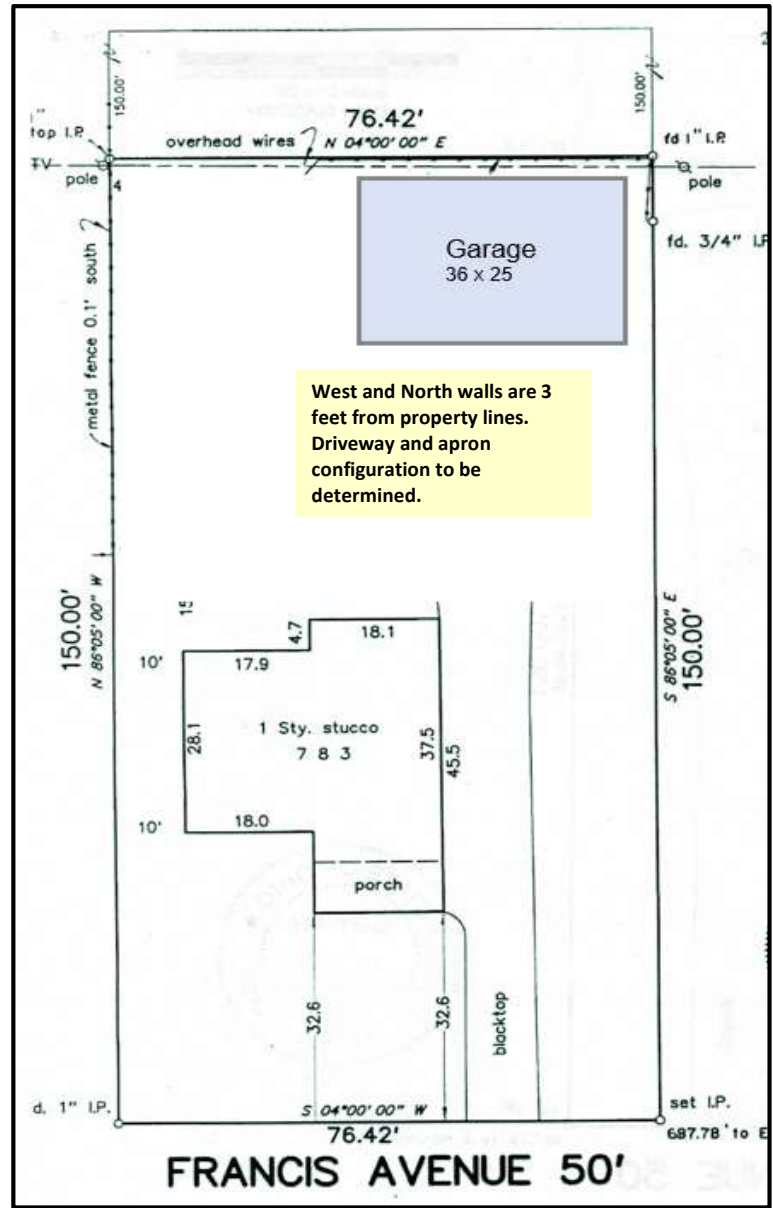 150.00'
150.00'
76.42'
top I.P.
overhead wires
N 04°00'00" E
fd 1" I.P.
TV
pole
pole
4
fd. 3/4" I.P
Garage
36 x 25
metal fence 0.1' south
West and North walls are 3
feet from property lines.
Driveway and apron
configuration to be
determined.
150.00'
N 86°05'00" W
S 86°05'00" E
150.00'
4.7
18.1
10'
17.9
28.1
1 Sty. stucco
7 8 3
37.5
45.5
10'
18.0
porch
32.6
32.6
blacktop
d. 1" I.P.
S 04°00'00" W
set I.P.
76.42'
687.78' to E
FRANCIS AVENUE 50'